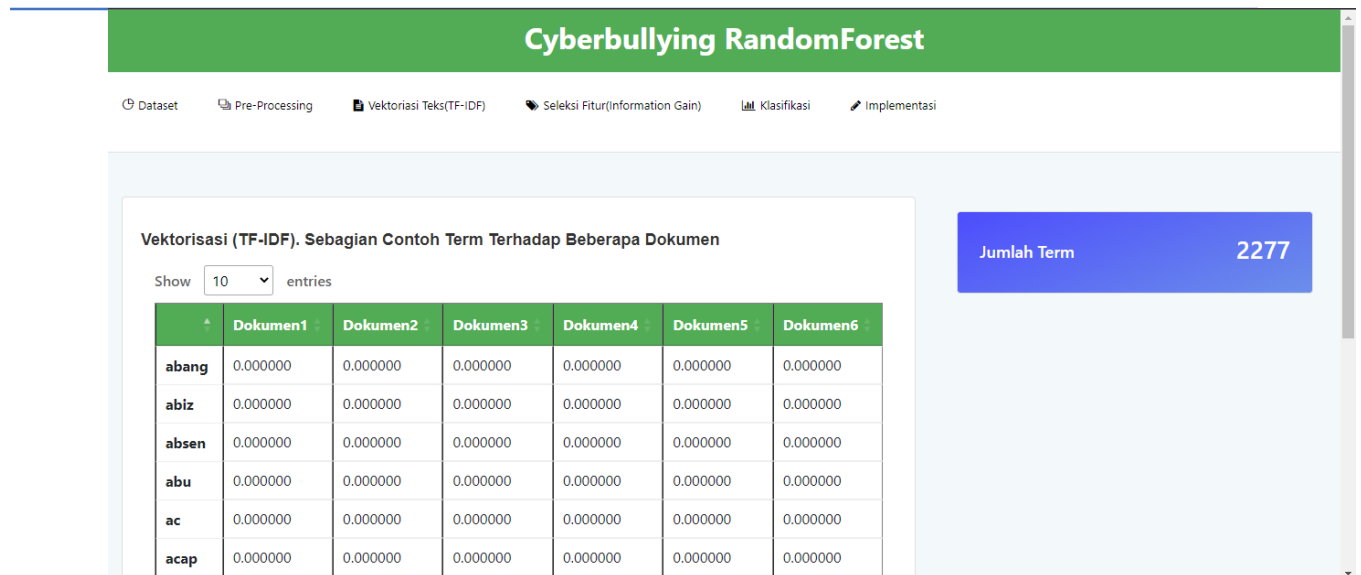 Cyberbullying RandomForest
Dataset Pre-Processing Vektoriasi Teks(TF-IDF) Seleksi Fitur(Information Gain) Klasifikasi Implementasi
Vektorisasi (TF-IDF). Sebagian Contoh Term Terhadap Beberapa Dokumen
Show 10 entries
Jumlah Term 2277
Dokumen1 Dokumen2 Dokumen3 Dokumen4 Dokumen5 Dokumen6
abang 0.000000 0.000000 0.000000 0.000000 0.000000 0.000000
abiz 0.000000 0.000000 0.000000 0.000000 0.000000 0.000000
absen 0.000000 0.000000 0.000000 0.000000 0.000000 0.000000
abu 0.000000 0.000000 0.000000 0.000000 0.000000 0.000000
ac 0.000000 0.000000 0.000000 0.000000 0.000000 0.000000
acap 0.000000 0.000000 0.000000 0.000000 0.000000 0.000000